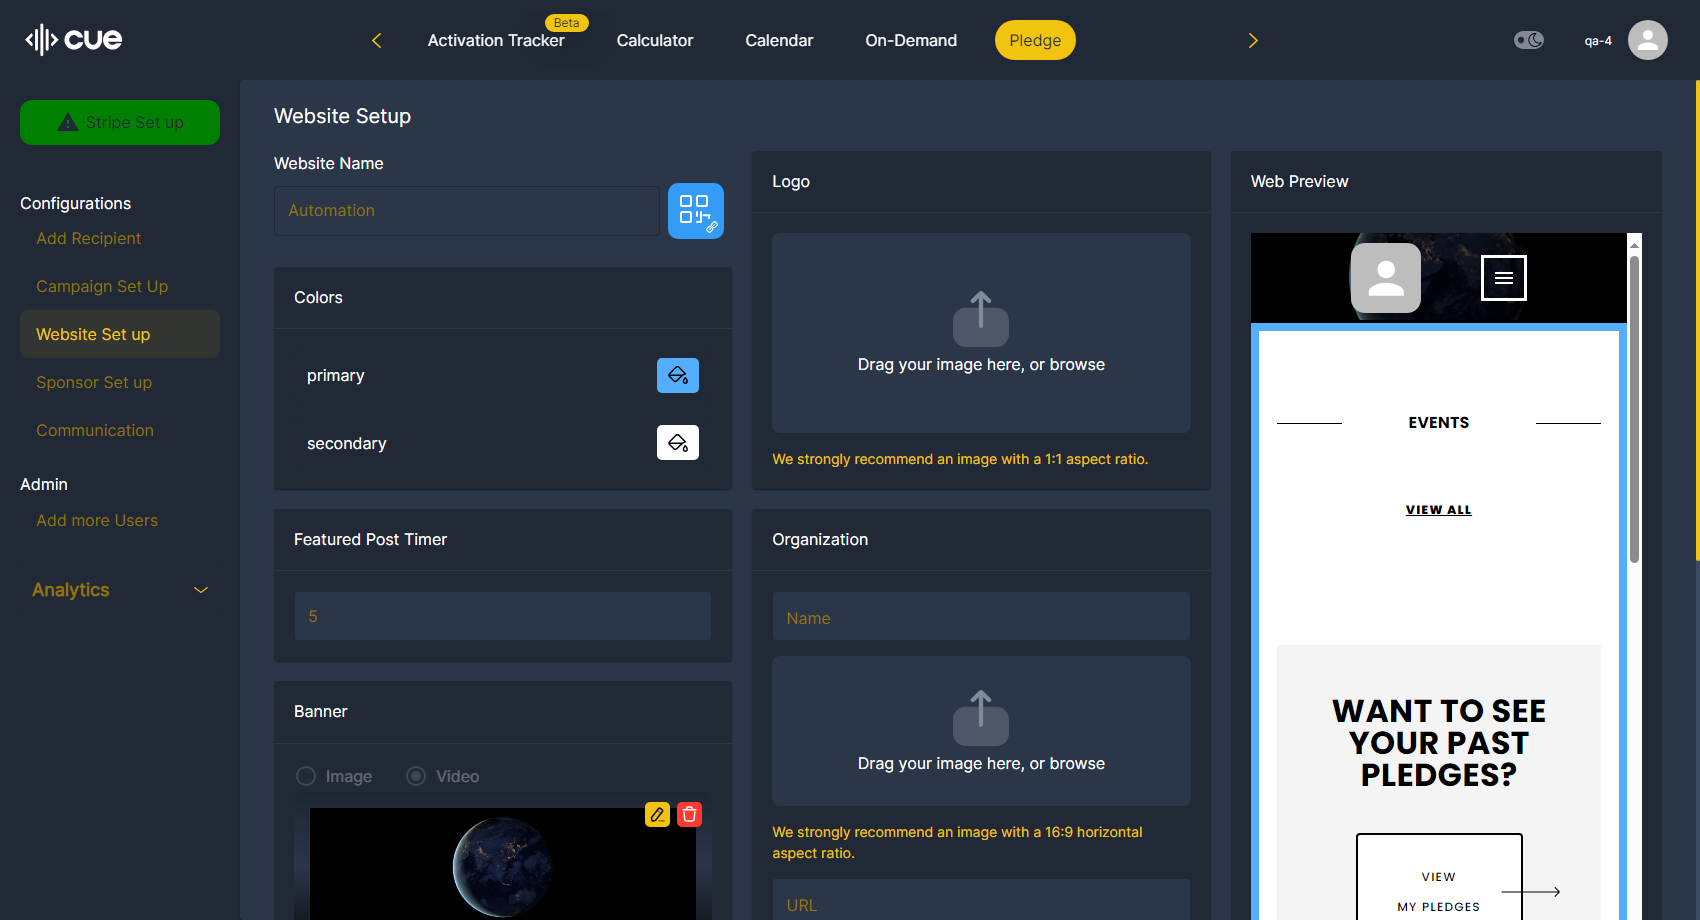 cue
Activation Tracker
Beta
Calculator
Calendar
On-Demand
Pledge
qa-4
Stripe Set up
Configurations
Add Recipient
Campaign Set Up
Website Set up
Sponsor Set up
Communication
Admin
Add more Users
Analytics
Website Setup
Website Name
Automation
Colors
primary
secondary
Featured Post Timer
5
Banner
Image
Video
Logo
Drag your image here, or browse
We strongly recommend an image with a 1:1 aspect ratio.
Organization
Name
Drag your image here, or browse
We strongly recommend an image with a 16:9 horizontal
aspect ratio.
URL
Web Preview
EVENTS
VIEW ALL
WANT TO SEE
YOUR PAST
PLEDGES?
VIEW
MY PLEDGES